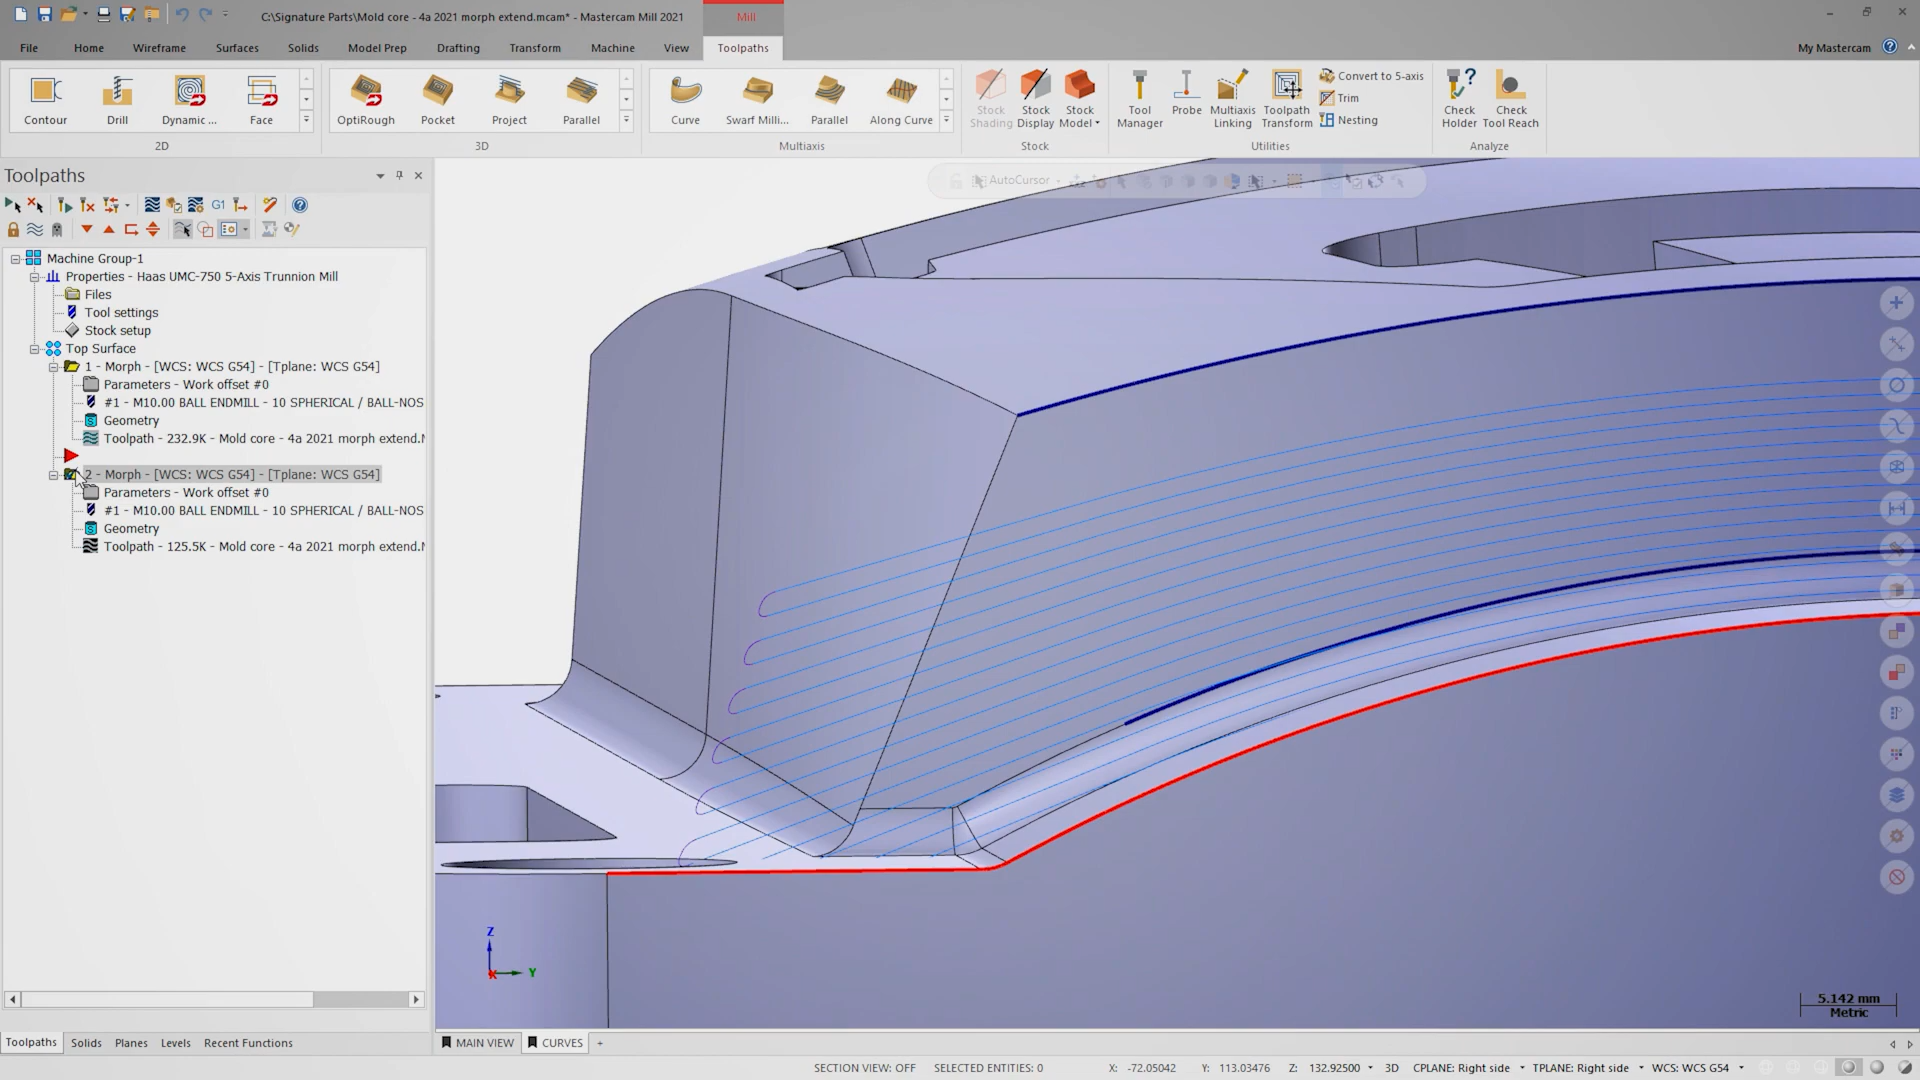 C:\Signature Parts\Mold core - 4a 2021 morph extend.mcam* - Mastercam Mill 2021
Mill
File Home Wireframe Surfaces Solids Model Prep Drafting Transform Machine View Toolpaths
My Mastercam
Contour Drill Dynamic ... Face
2D
OptiRough Pocket Project Parallel
3D
Curve Swarf Milli... Parallel Along Curve
Multiaxis
Stock Shading
Stock Display
Stock Model
Stock
Tool Manager
Probe
Multiaxis Linking
Toolpath Transform
Convert to 5-axis
Trim
Nesting
Utilities
Check Holder
Check Tool Reach
Analyze
Toolpaths
G1
AutoCursor
Machine Group-1
Properties - Haas UMC-750 5-Axis Trunnion Mill
Files
Tool settings
Stock setup
Top Surface
1 - Morph - [WCS: WCS G54] - [Tplane: WCS G54]
Parameters - Work offset #0
#1 - M10.00 BALL ENDMILL - 10 SPHERICAL / BALL-NOS
Geometry
Toolpath - 232.9K - Mold core - 4a 2021 morph extend.
2 - Morph - [WCS: WCS G54] - [Tplane: WCS G54]
Parameters - Work offset #0
#1 - M10.00 BALL ENDMILL - 10 SPHERICAL / BALL-NOS
Geometry
Toolpath - 125.5K - Mold core - 4a 2021 morph extend.
Z
X
Y
5.142 mm
Metric
Toolpaths Solids Planes Levels Recent Functions
MAIN VIEW CURVES +
SECTION VIEW: OFF SELECTED ENTITIES: 0 X: -72.05042 Y: 113.03476 Z: 132.92500 3D CPLANE: Right side TPLANE: Right side WCS: WCS G54